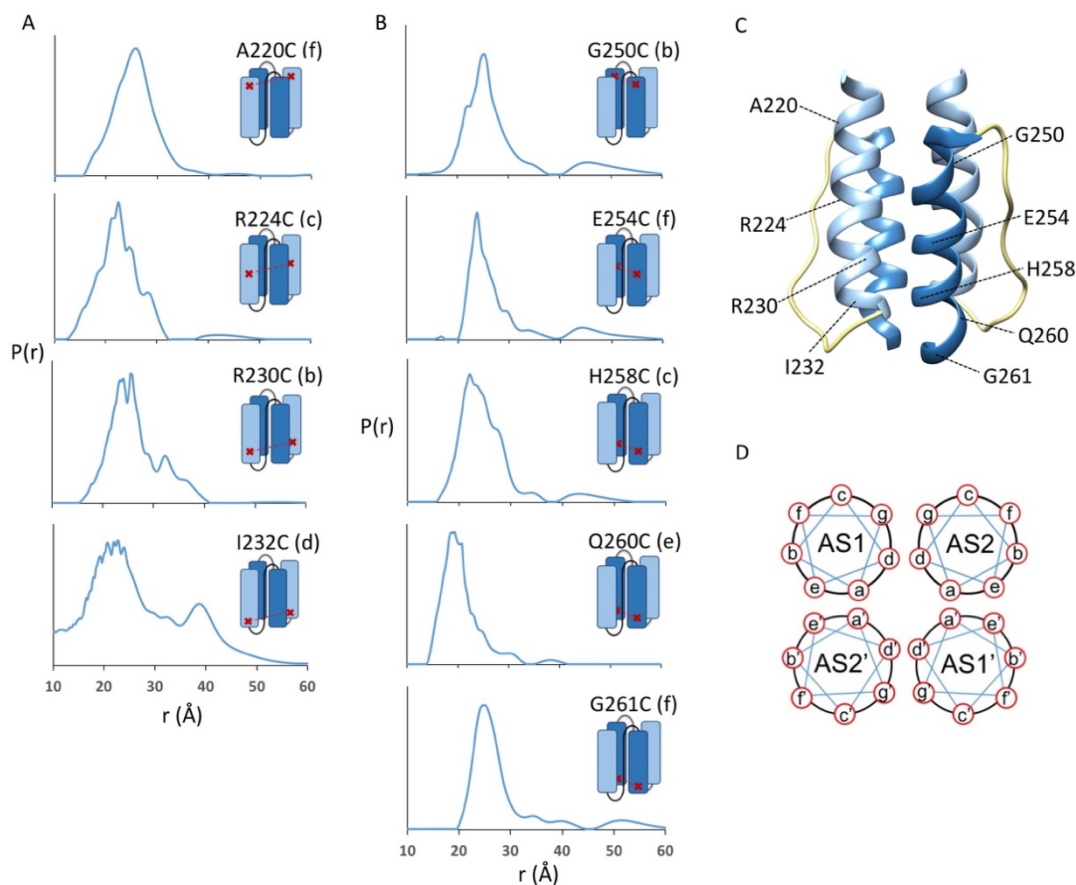 A
A220C (f)
R224C (c)
P(r)
R230C (b)
I232C (d)
10 20 30 40 50 60
r (Å)
B
G250C (b)
E254C (f)
P(r)
H258C (c)
Q260C (e)
G261C (f)
10 20 30 40 50 60
r (Å)
C
A220
G250
R224
E254
H258
R230
Q260
I232
G261
D
c c
f g g f
AS1 AS2
b d d b
e a a e
e' a' a' e'
b' d' d' b'
AS2' AS1'
f' g' g' f'
c' c'